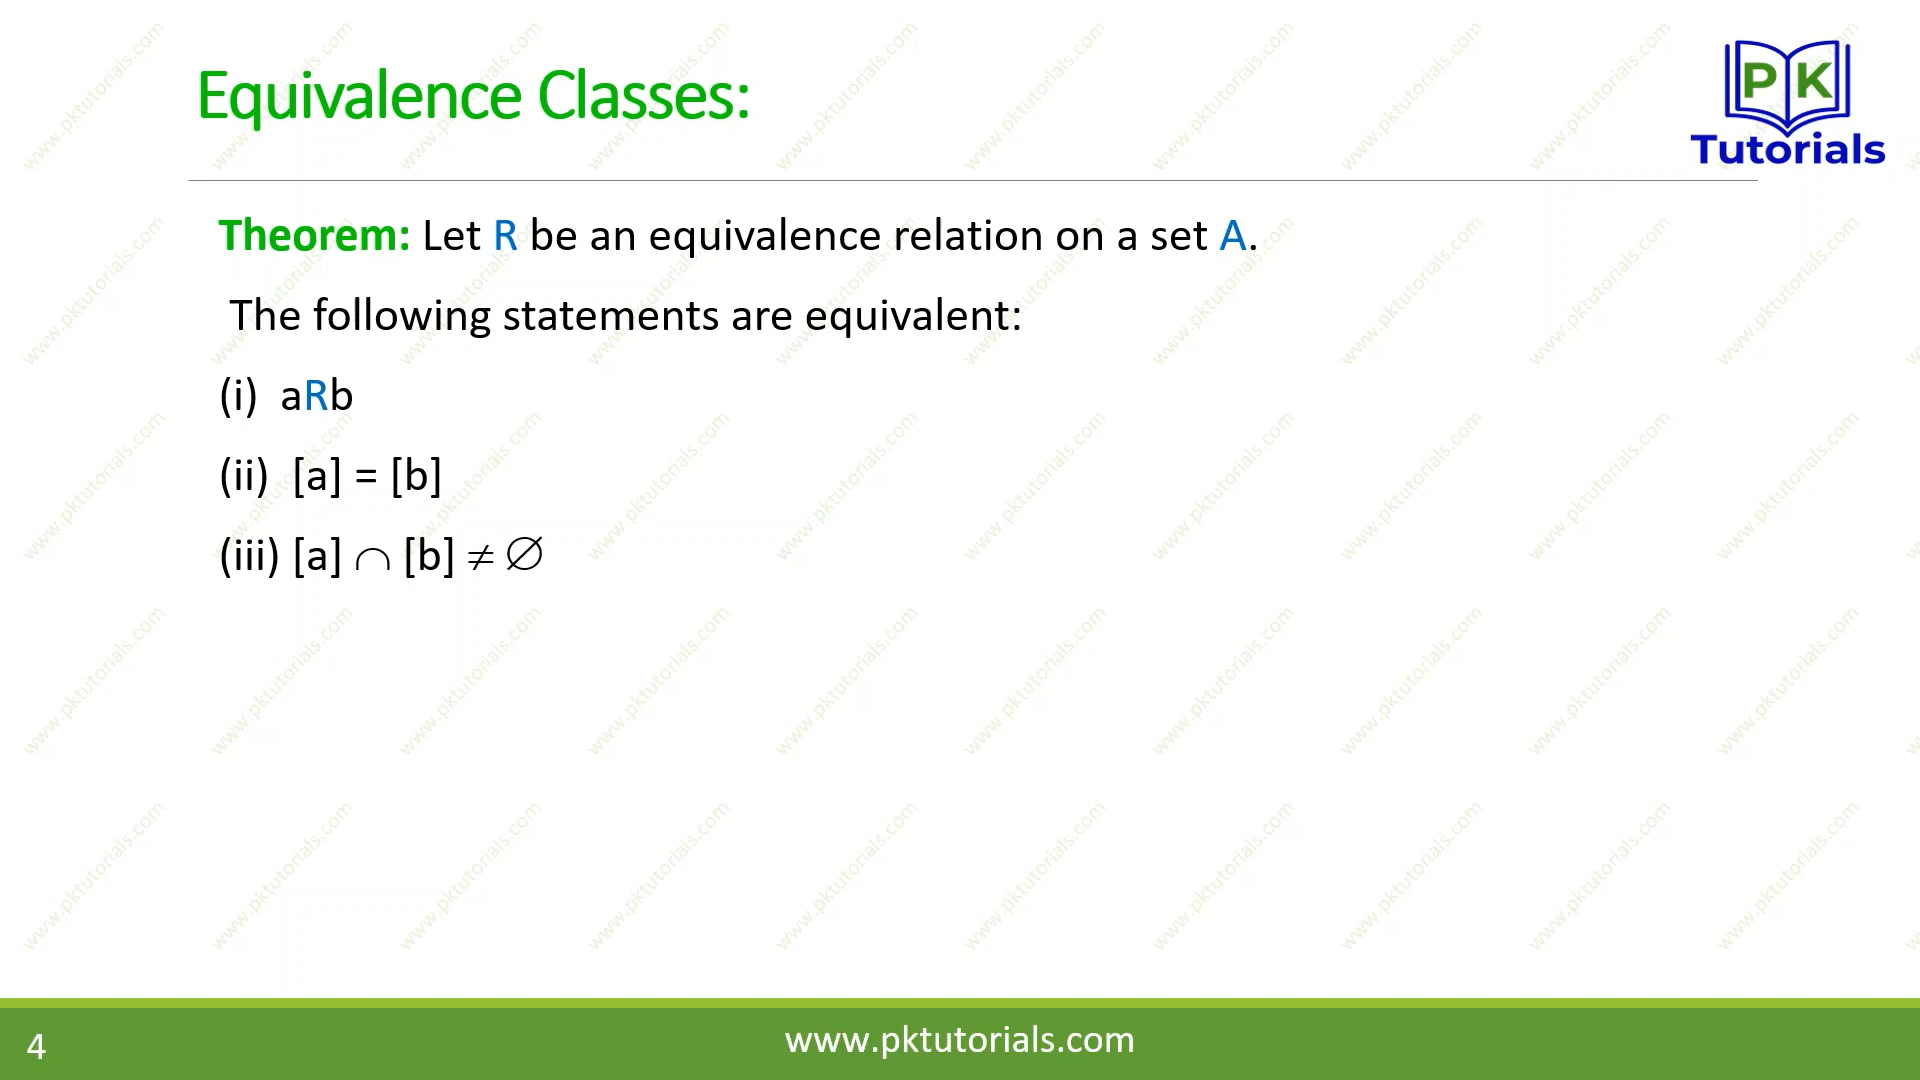 Equivalence Classes:
PK
Tutorials
Theorem: Let R be an equivalence relation on a set A.
The following statements are equivalent:
(i) aRb
(ii) [a] = [b]
(iii) [a] ∩ [b] ≠ ∅
4
www.pktutorials.com